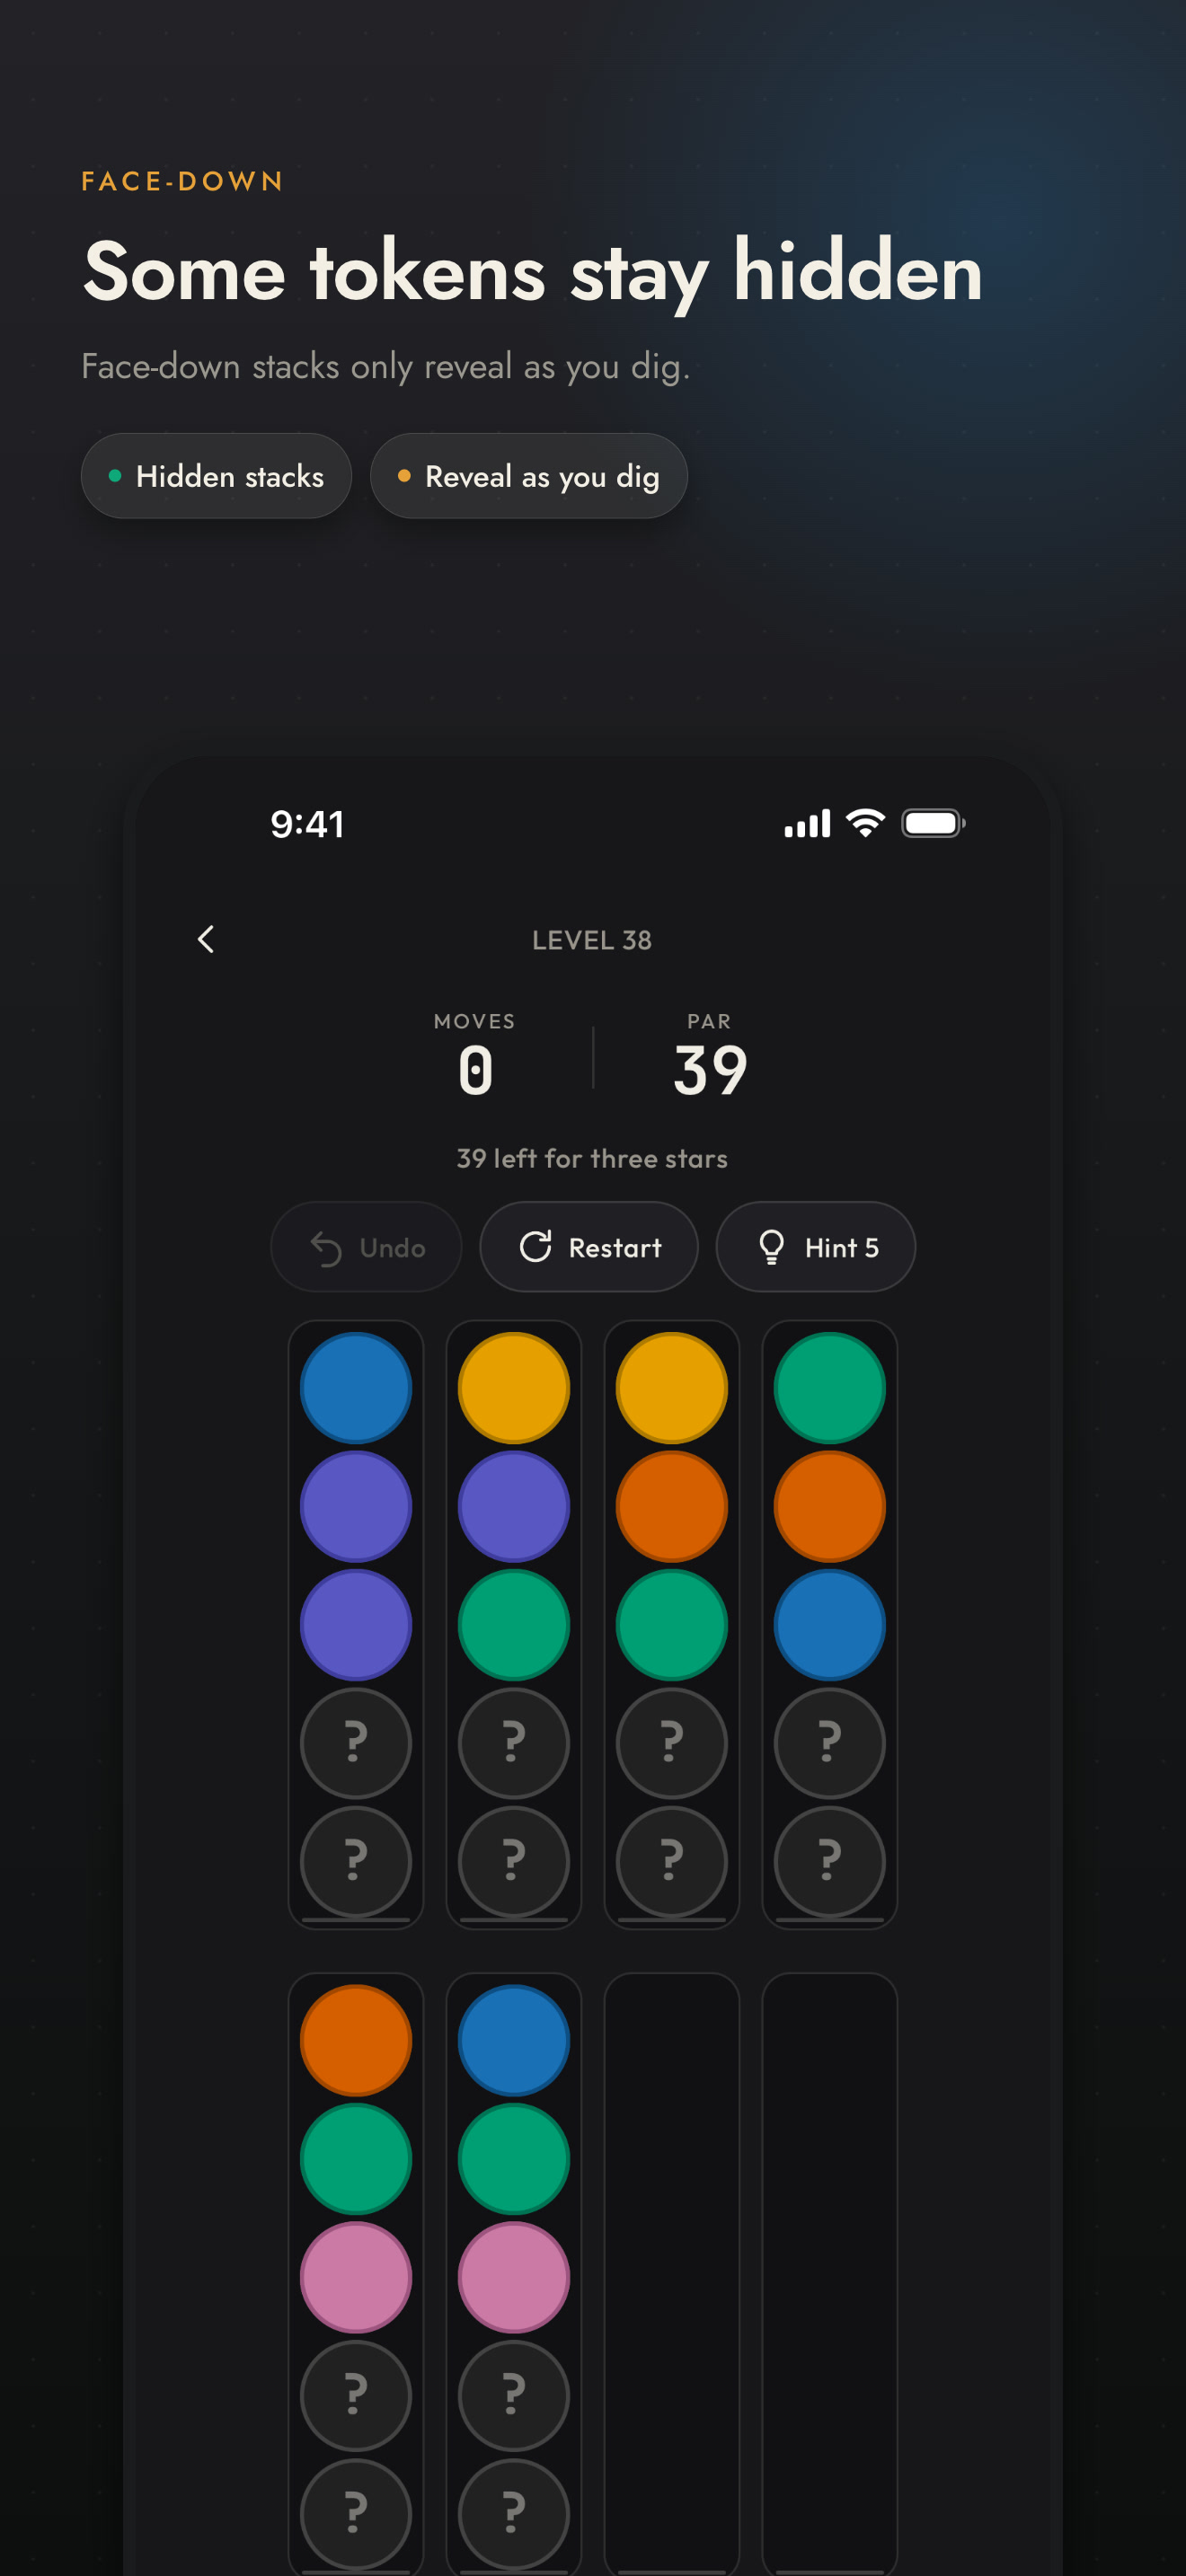 FACE-DOWN
Some tokens stay hidden
Face-down stacks only reveal as you dig.
Hidden stacks
Reveal as you dig
9:41
LEVEL 38
MOVES
PAR
0
39
39 left for three stars
Undo
Restart
Hint 5
? ? ? ?
? ? ? ?
? ?
? ?